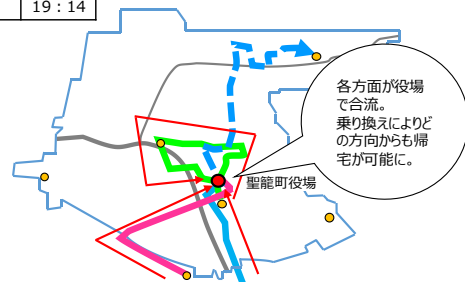 19：14
各方面が役場
で合流。
乗り換えによりど
の方向からも帰
宅が可能に。
聖籠町役場